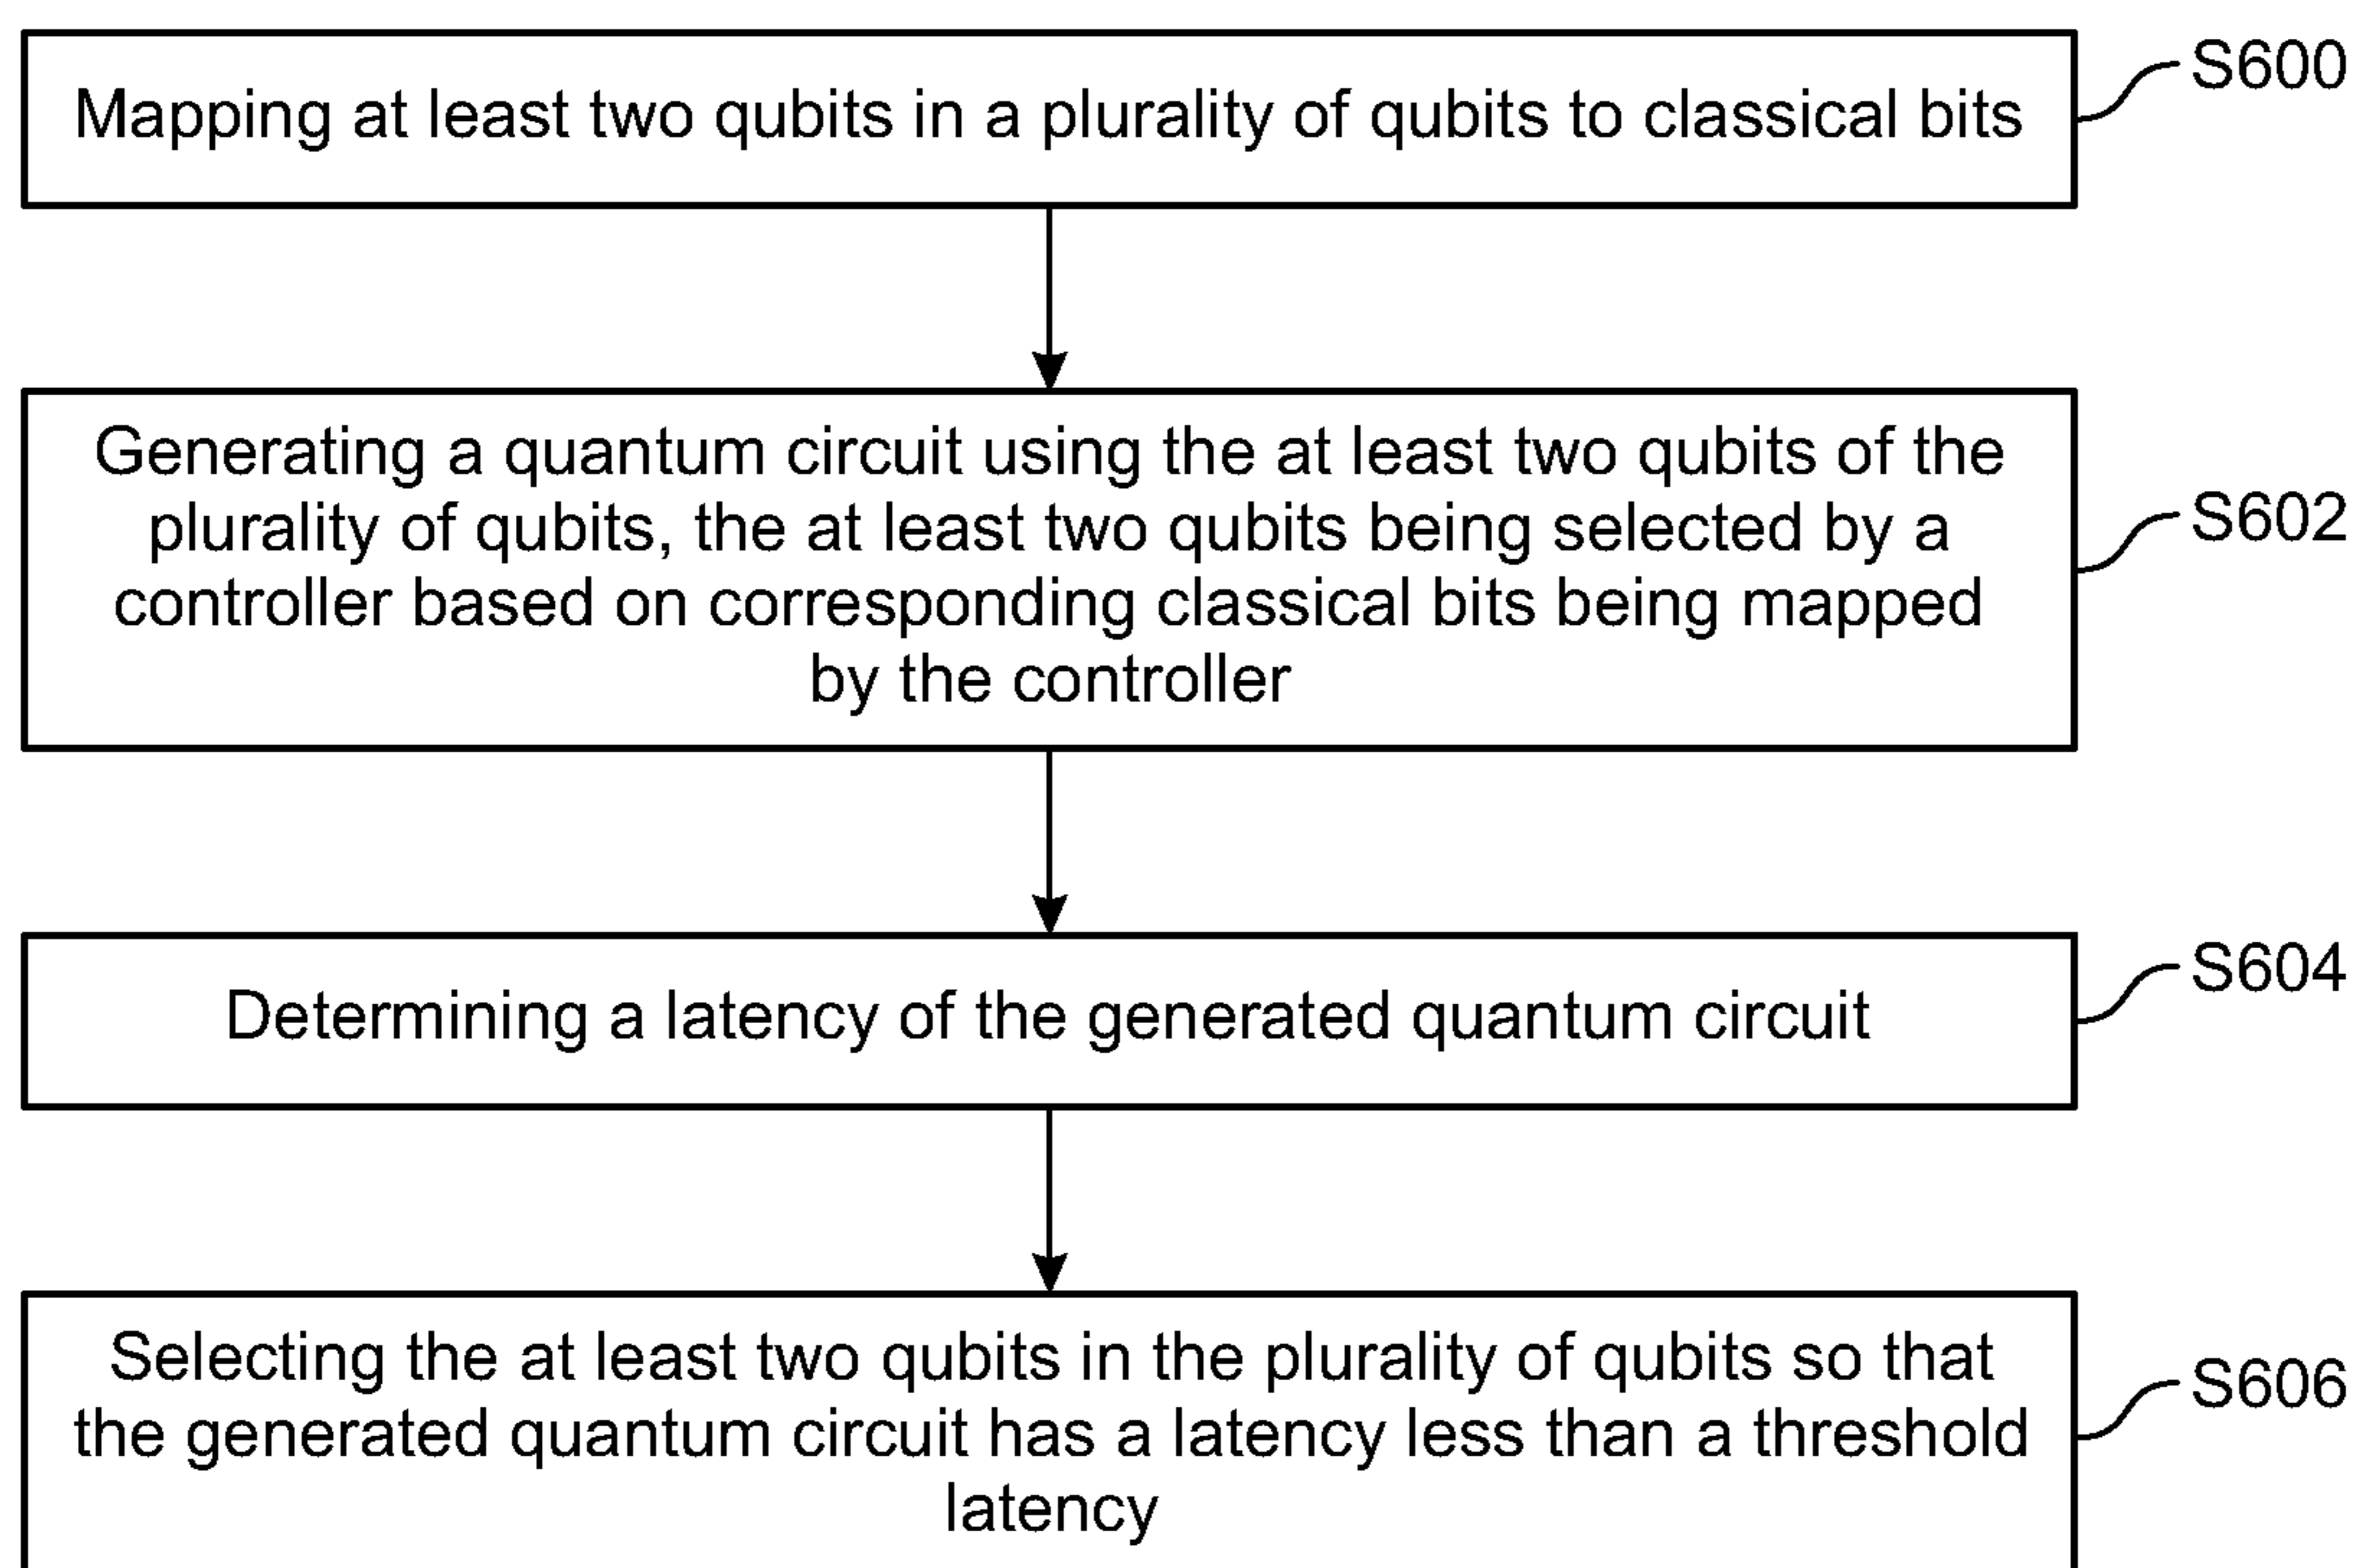 Mapping at least two qubits in a plurality of qubits to classical bits
S600
Generating a quantum circuit using the at least two qubits of the
plurality of qubits, the at least two qubits being selected by a
controller based on corresponding classical bits being mapped
by the controller
S602
Determining a latency of the generated quantum circuit
S604
Selecting the at least two qubits in the plurality of qubits so that
the generated quantum circuit has a latency less than a threshold
latency
S606